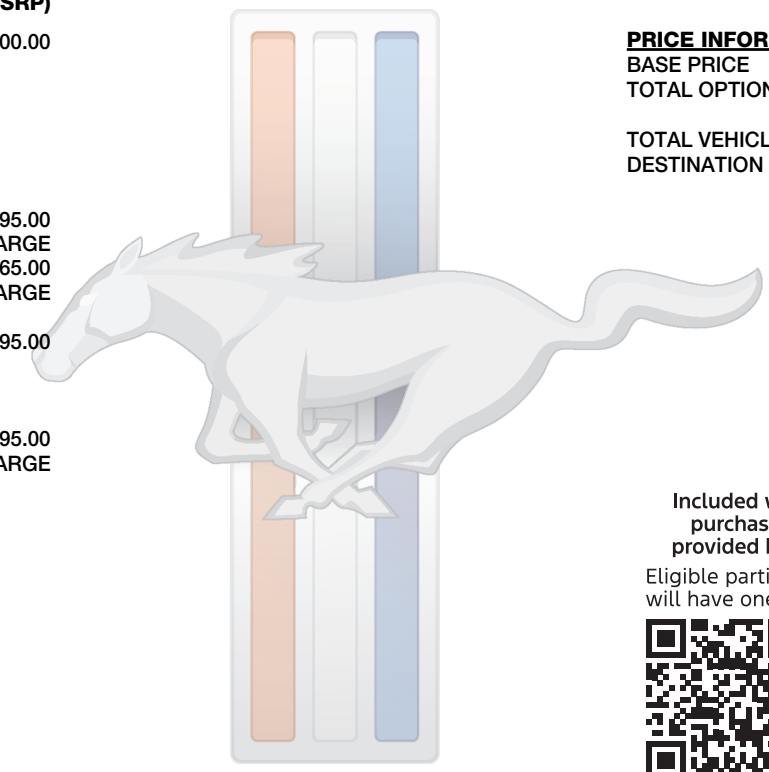 SRP)
00.00
95.00
ARGE
65.00
ARGE
95.00
95.00
ARGE
PRICE INFOR
BASE PRICE
TOTAL OPTION
TOTAL VEHICL
DESTINATION
Included w
purchas
provided b
Eligible parti
will have one